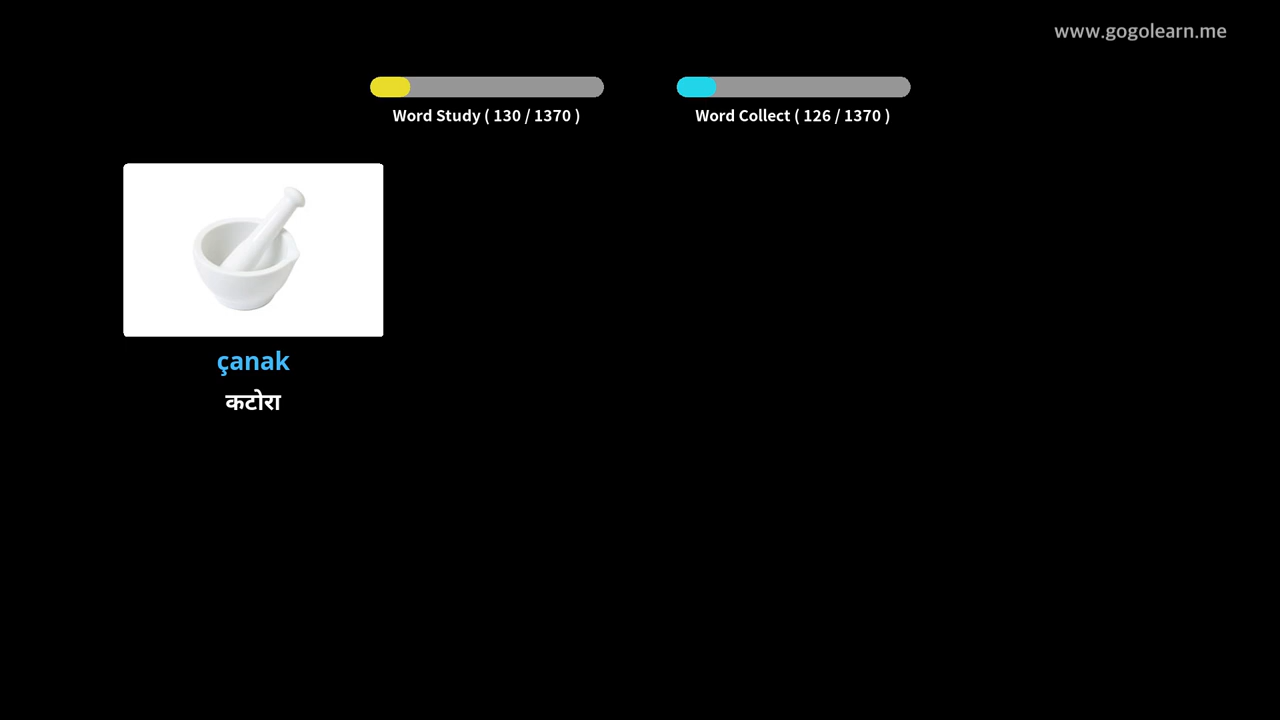 www.gogolearn.me
Word Study ( 130 / 1370 )
Word Collect ( 126 / 1370 )
çanak
कटोरा